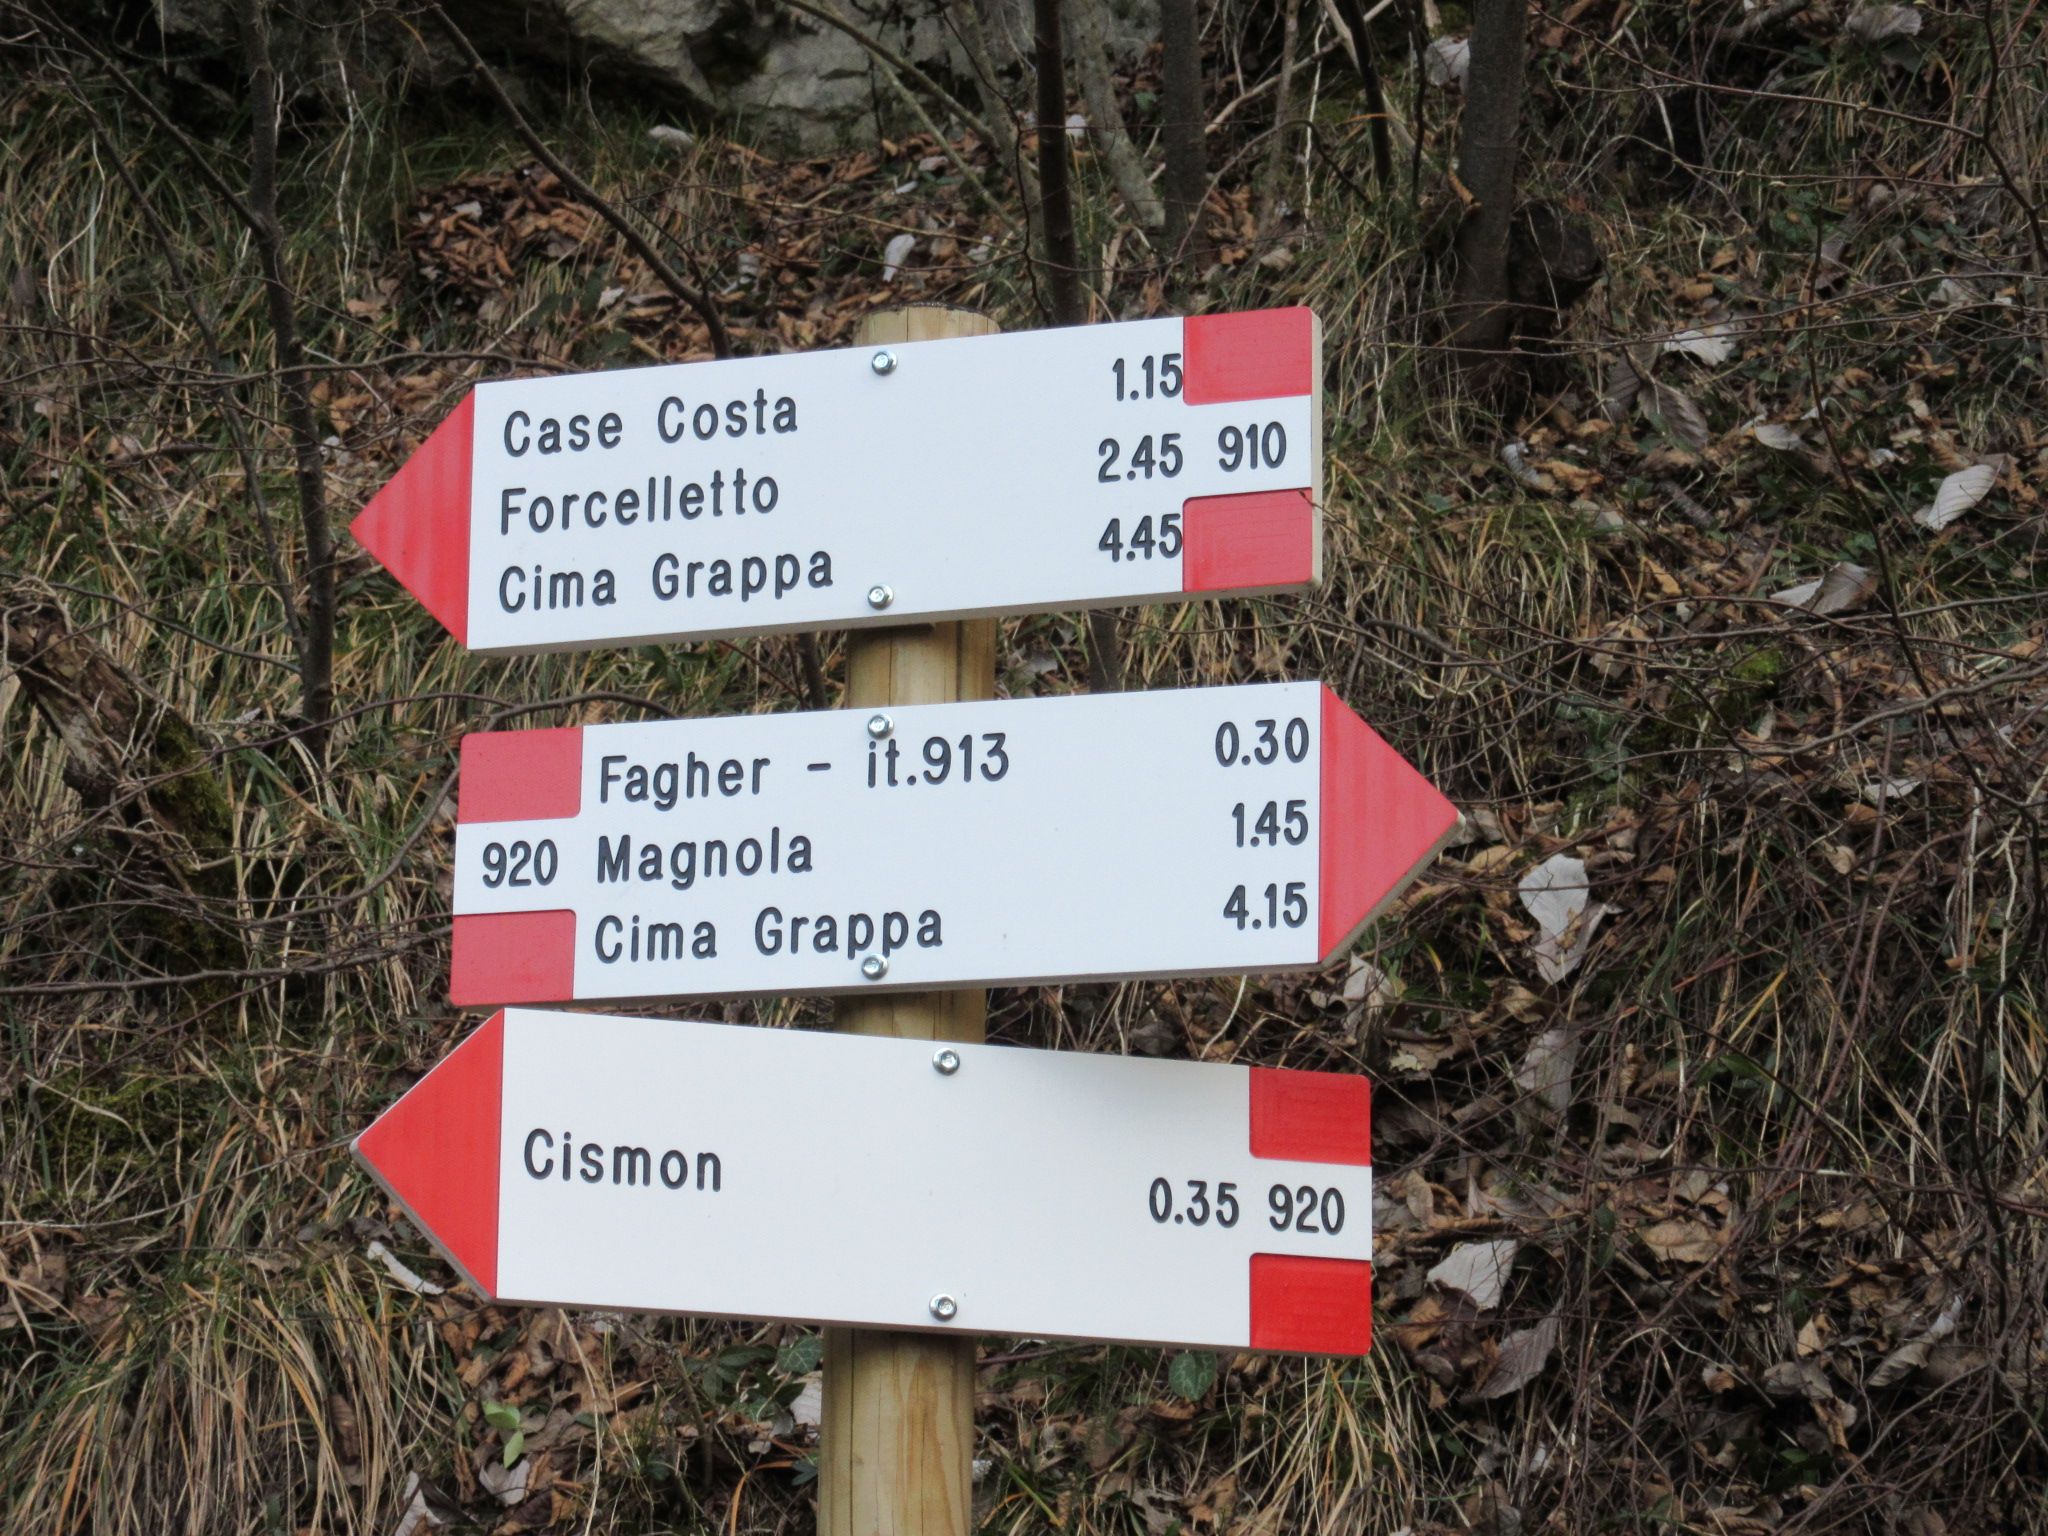 Case Costa 1.15
Forcelletto 2.45 910
Cima Grappa 4.45
Fagher - it.913 0.30
920 Magnola 1.45
Cima Grappa 4.15
Cismon 0.35 920